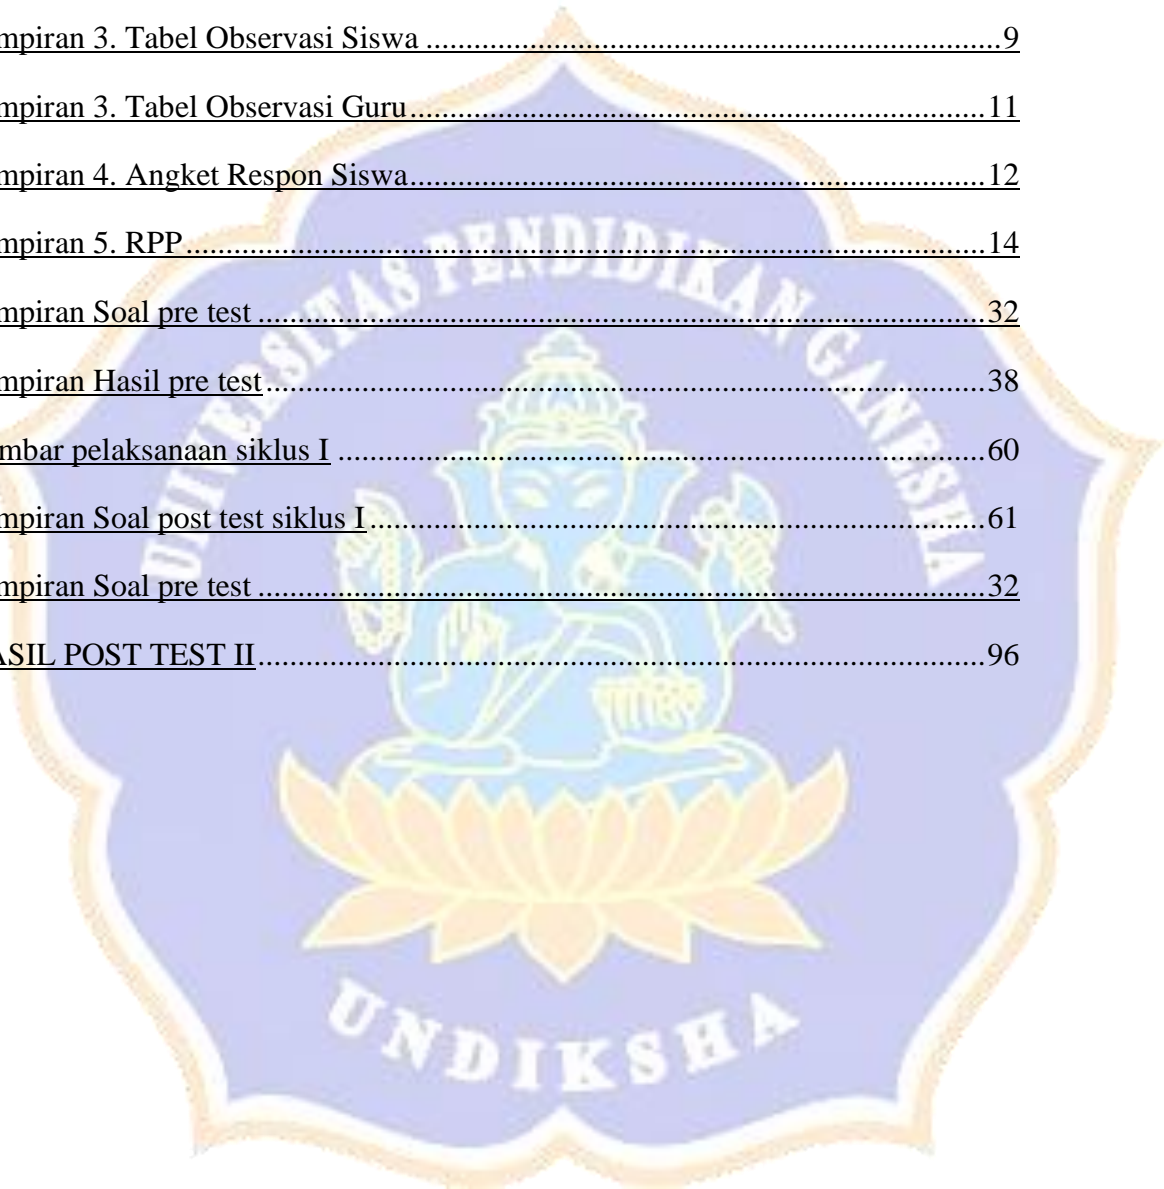 mpiran 3. Tabel Observasi Siswa ........................................................................ 9
mpiran 3. Tabel Observasi Guru ........................................................................ 11
mpiran 4. Angket Respon Siswa ........................................................................ 12
mpiran 5. RPP .................................................................................................... 14
mpiran Soal pre test ........................................................................................... 32
mpiran Hasil pre test .......................................................................................... 38
mbar pelaksanaan siklus I ................................................................................. 60
mpiran Soal post test siklus I ............................................................................. 61
mpiran Soal pre test ........................................................................................... 32
ASIL POST TEST II ........................................................................................... 96
UNIVERSITAS PENDIDIKAN GANESHA
UNDIKSHA